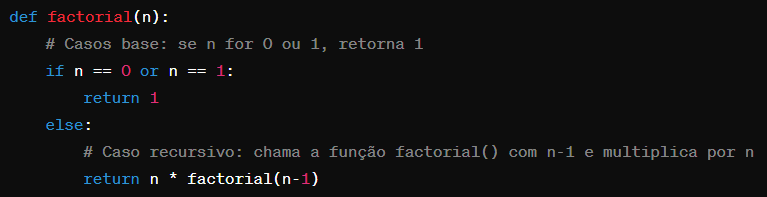 def factorial(n):
    # Casos base: se n for 0 ou 1, retorna 1
    if n == 0 or n == 1:
        return 1
    else:
        # Caso recursivo: chama a função factorial() com n-1 e multiplica por n
        return n * factorial(n-1)